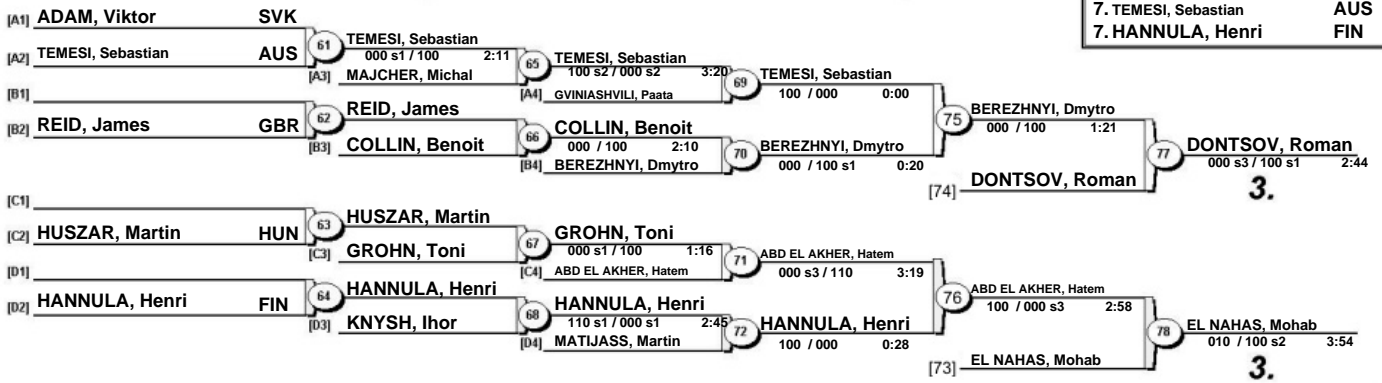 7. TEMESI, Sebastian AUS
7. HANNULA, Henri FIN
[A1] ADAM, Viktor SVK
[A2] TEMESI, Sebastian AUS
61
TEMESI, Sebastian
000 s1 / 100 2:11
[A3] MAJCHER, Michal
65
TEMESI, Sebastian
100 s2 / 000 s2 3:20
[A4] GVINIASHVILI, Paata
69
TEMESI, Sebastian
100 / 000 0:00
[B1]
[B2] REID, James GBR
62
REID, James
[B3] COLLIN, Benoit
66
COLLIN, Benoit
000 / 100 2:10
[B4] BEREZHNYI, Dmytro
70
BEREZHNYI, Dmytro
000 / 100 s1 0:20
75
BEREZHNYI, Dmytro
000 / 100 1:21
[74] DONTSOV, Roman
77
DONTSOV, Roman
000 s3 / 100 s1 2:44
3.
[C1]
[C2] HUSZAR, Martin HUN
63
HUSZAR, Martin
[C3] GROHN, Toni
67
GROHN, Toni
000 s1 / 100 1:16
[C4] ABD EL AKHER, Hatem
71
ABD EL AKHER, Hatem
000 s3 / 110 3:19
[D1]
[D2] HANNULA, Henri FIN
64
HANNULA, Henri
[D3] KNYSH, Ihor
68
HANNULA, Henri
110 s1 / 000 s1 2:45
[D4] MATIJASS, Martin
72
HANNULA, Henri
100 / 000 0:28
76
ABD EL AKHER, Hatem
100 / 000 s3 2:58
[73] EL NAHAS, Mohab
78
EL NAHAS, Mohab
010 / 100 s2 3:54
3.